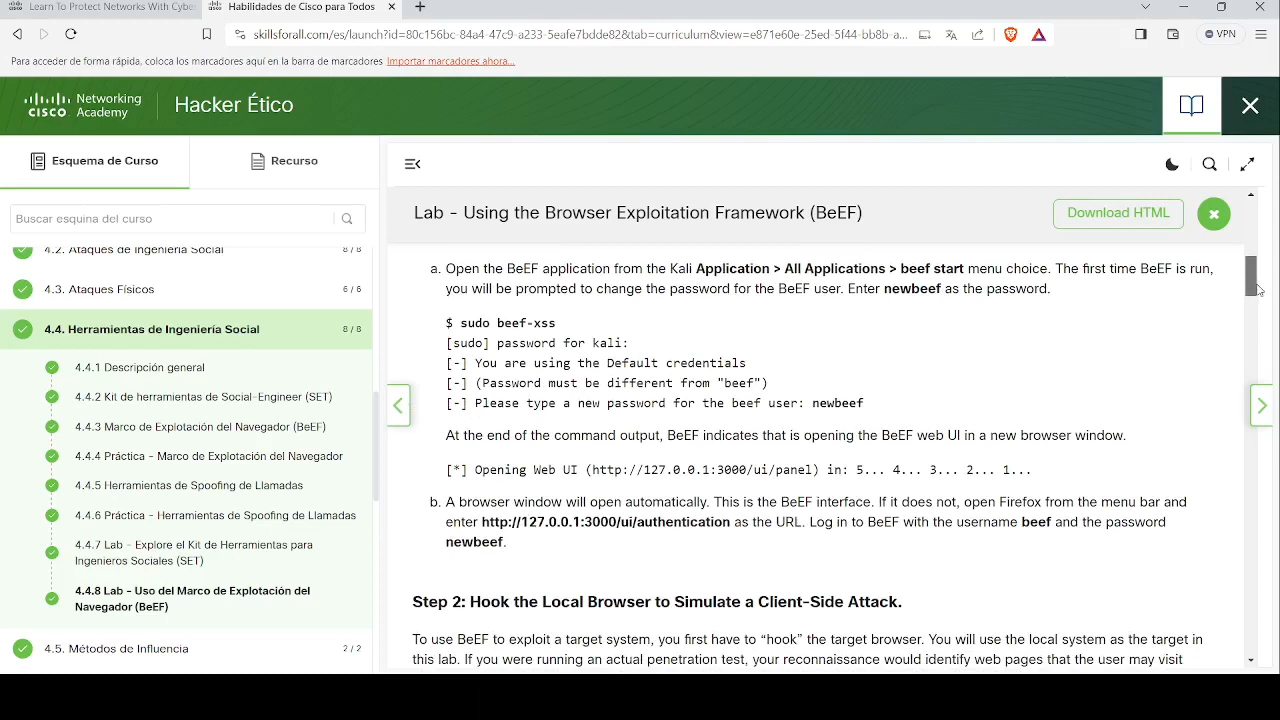 Learn To Protect Networks With Cybe
Habilidades de Cisco para Todos
skillsforall.com/es/launch?id=80c156bc-84a4-47c9-a233-5eafe7bdde82&tab=curriculum&view=e871e60e-25ed-5f44-bb8b-a...
VPN
Para acceder de forma rápida, coloca los marcadores aquí en la barra de marcadores Importar marcadores ahora...
Networking
CISCO Academy
Hacker Ético
Esquema de Curso
Recurso
Buscar esquina del curso
4.2. Ataques de Ingeniería Social 8 / 8
4.3. Ataques Físicos 6 / 6
4.4. Herramientas de Ingeniería Social 8 / 8
4.4.1 Descripción general
4.4.2 Kit de herramientas de Social-Engineer (SET)
4.4.3 Marco de Explotación del Navegador (BeEF)
4.4.4 Práctica - Marco de Explotación del Navegador
4.4.5 Herramientas de Spoofing de Llamadas
4.4.6 Práctica - Herramientas de Spoofing de Llamadas
4.4.7 Lab - Explore el Kit de Herramientas para
Ingenieros Sociales (SET)
4.4.8 Lab - Uso del Marco de Explotación del
Navegador (BeEF)
4.5. Métodos de Influencia 2 / 2
Lab - Using the Browser Exploitation Framework (BeEF)
Download HTML
a. Open the BeEF application from the Kali Application > All Applications > beef start menu choice. The first time BeEF is run,
you will be prompted to change the password for the BeEF user. Enter newbeef as the password.
$ sudo beef-xss
[sudo] password for kali:
[-] You are using the Default credentials
[-] (Password must be different from "beef")
[-] Please type a new password for the beef user: newbeef
At the end of the command output, BeEF indicates that is opening the BeEF web UI in a new browser window.
[*] Opening Web UI (http://127.0.0.1:3000/ui/panel) in: 5... 4... 3... 2... 1...
b. A browser window will open automatically. This is the BeEF interface. If it does not, open Firefox from the menu bar and
enter http://127.0.0.1:3000/ui/authentication as the URL. Log in to BeEF with the username beef and the password
newbeef.
Step 2: Hook the Local Browser to Simulate a Client-Side Attack.
To use BeEF to exploit a target system, you first have to “hook” the target browser. You will use the local system as the target in
this lab. If you were running an actual penetration test, your reconnaissance would identify web pages that the user may visit